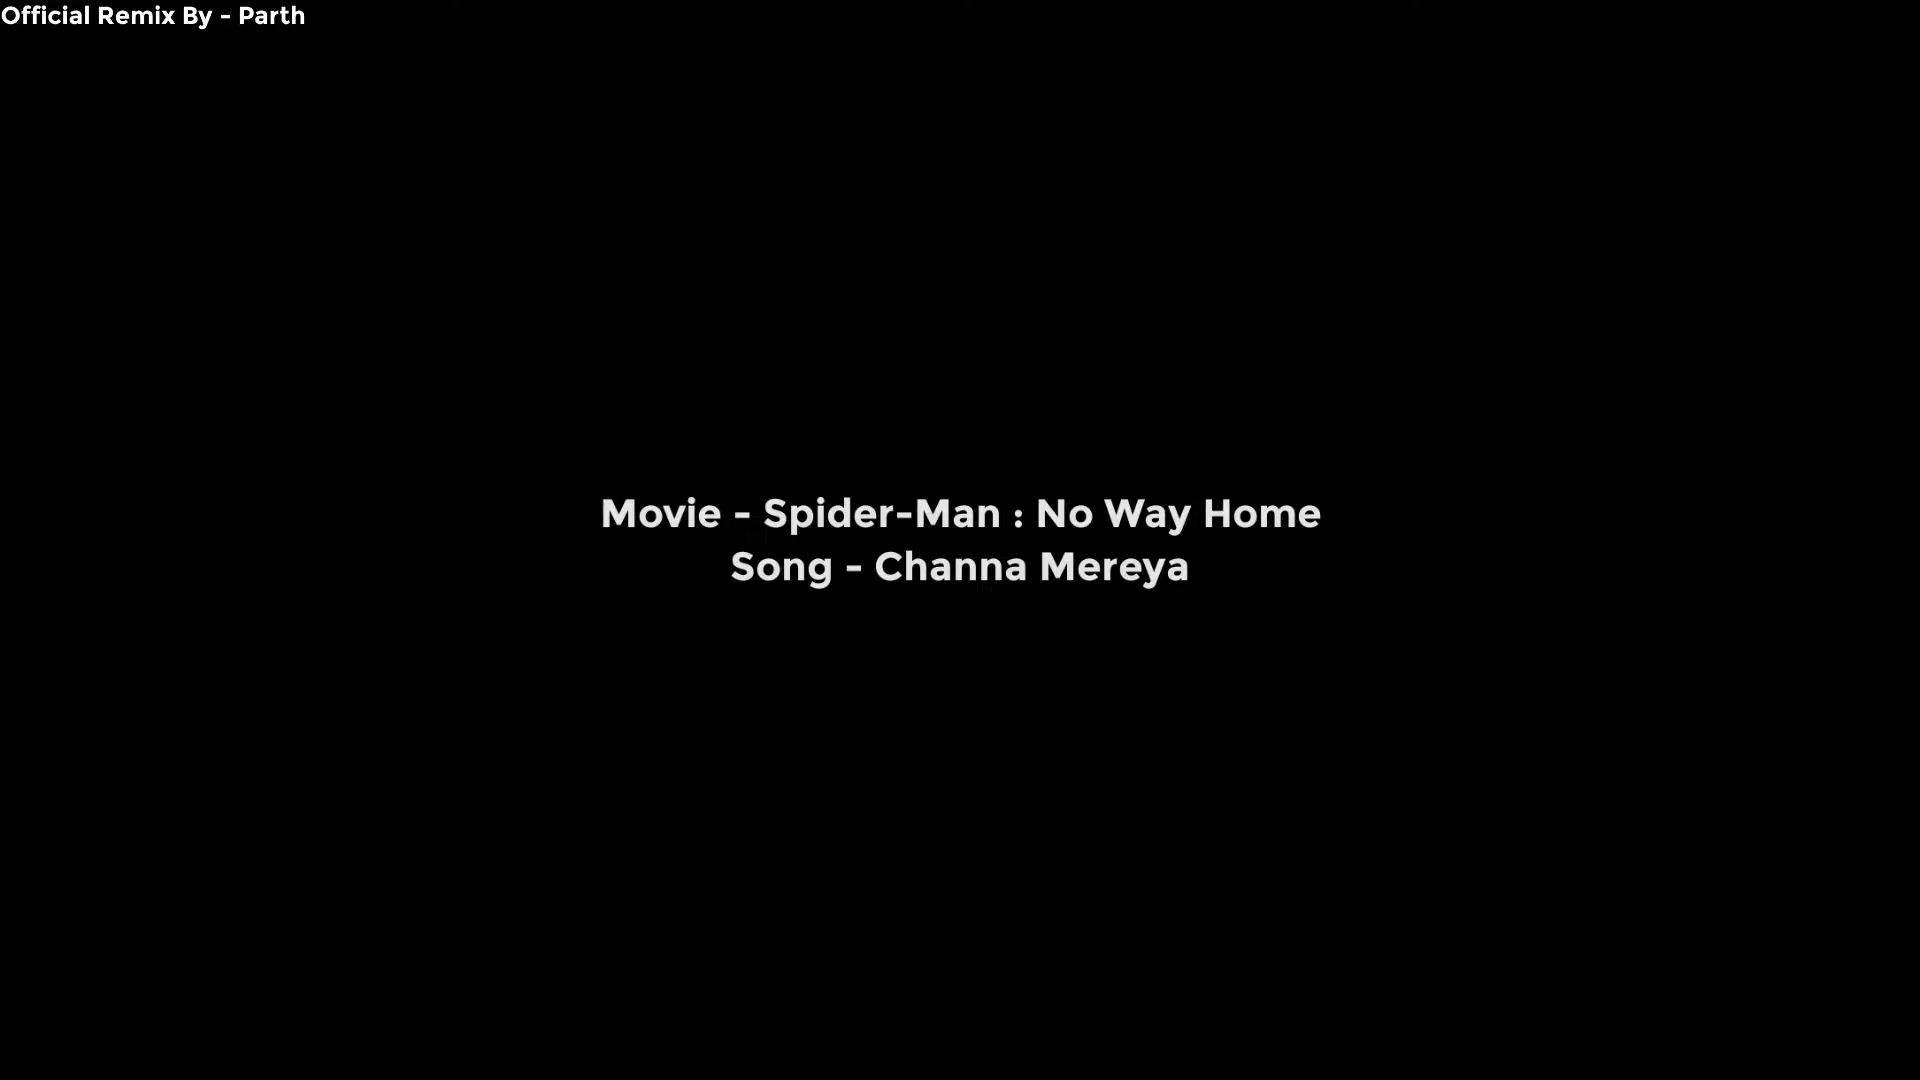 Official Remix By - Parth
Movie - Spider-Man : No Way Home
Song - Channa Mereya